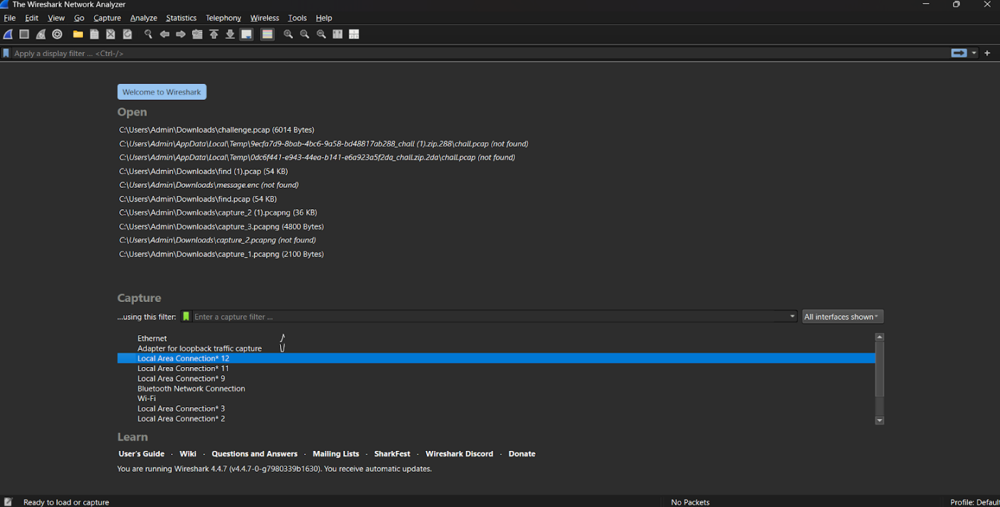 The Wireshark Network Analyzer
File Edit View Go Capture Analyze Statistics Telephony Wireless Tools Help
Apply a display filter ... <Ctrl-/>
Welcome to Wireshark
Open
C:\Users\Admin\Downloads\challenge.pcap (6014 Bytes)
C:\Users\Admin\AppData\Local\Temp\9ecfa7d9-8bab-4bc6-9a58-bd48817ab288_chall (1).zip.288\chall.pcap (not found)
C:\Users\Admin\AppData\Local\Temp\0dc6f441-e943-44ea-b141-e6a923a5f2da_chall.zip.2da\chall.pcap (not found)
C:\Users\Admin\Downloads\find (1).pcap (54 KB)
C:\Users\Admin\Downloads\message.enc (not found)
C:\Users\Admin\Downloads\find.pcap (54 KB)
C:\Users\Admin\Downloads\capture_2 (1).pcapng (36 KB)
C:\Users\Admin\Downloads\capture_3.pcapng (4800 Bytes)
C:\Users\Admin\Downloads\capture_2.pcapng (not found)
C:\Users\Admin\Downloads\capture_1.pcapng (2100 Bytes)
Capture
...using this filter: Enter a capture filter ... All interfaces shown
Ethernet
Adapter for loopback traffic capture
Local Area Connection* 12
Local Area Connection* 11
Local Area Connection* 9
Bluetooth Network Connection
Wi-Fi
Local Area Connection* 3
Local Area Connection* 2
Learn
User's Guide · Wiki · Questions and Answers · Mailing Lists · SharkFest · Wireshark Discord · Donate
You are running Wireshark 4.4.7 (v4.4.7-0-g7980339b1630). You receive automatic updates.
Ready to load or capture No Packets Profile: Default